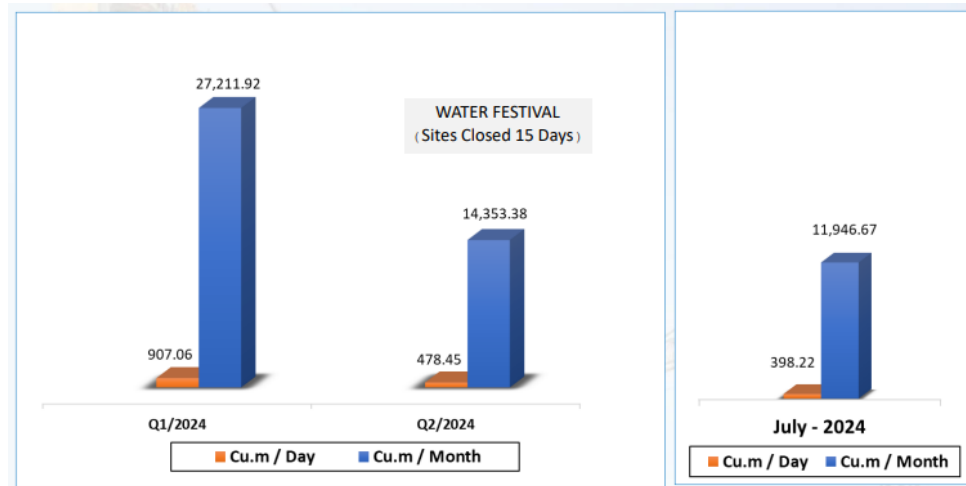 27,211.92
WATER FESTIVAL
( Sites Closed 15 Days )
14,353.38
907.06
478.45
Q1/2024 Q2/2024
Cu.m / Day Cu.m / Month
11,946.67
398.22
July - 2024
Cu.m / Day Cu.m / Month